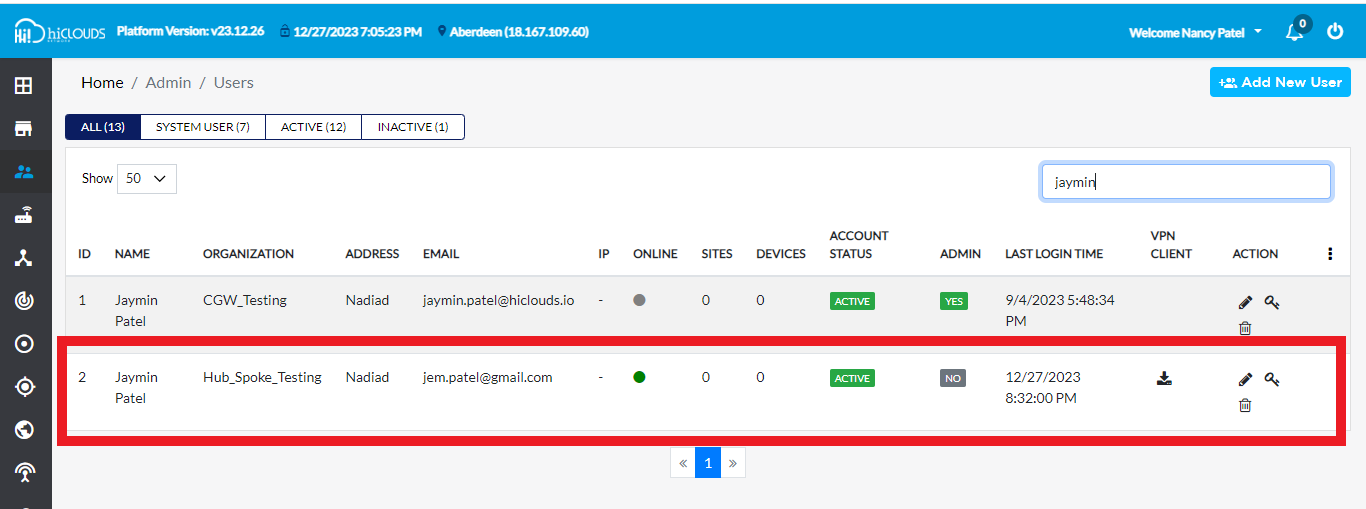 Hi! hiCLOUDS NETWORK Platform Version: v23.12.26 12/27/2023 7:05:23 PM Aberdeen (18.167.109.60) Welcome Nancy Patel 0
Home / Admin / Users Add New User
ALL (13) SYSTEM USER (7) ACTIVE (12) INACTIVE (1)
Show 50 jaymin
ID NAME ORGANIZATION ADDRESS EMAIL IP ONLINE SITES DEVICES ACCOUNT STATUS ADMIN LAST LOGIN TIME VPN CLIENT ACTION
1 Jaymin Patel CGW_Testing Nadiad jaymin.patel@hiclouds.io - 0 0 ACTIVE YES 9/4/2023 5:48:34 PM
2 Jaymin Patel Hub_Spoke_Testing Nadiad jem.patel@gmail.com - 0 0 ACTIVE NO 12/27/2023 8:32:00 PM
« 1 »